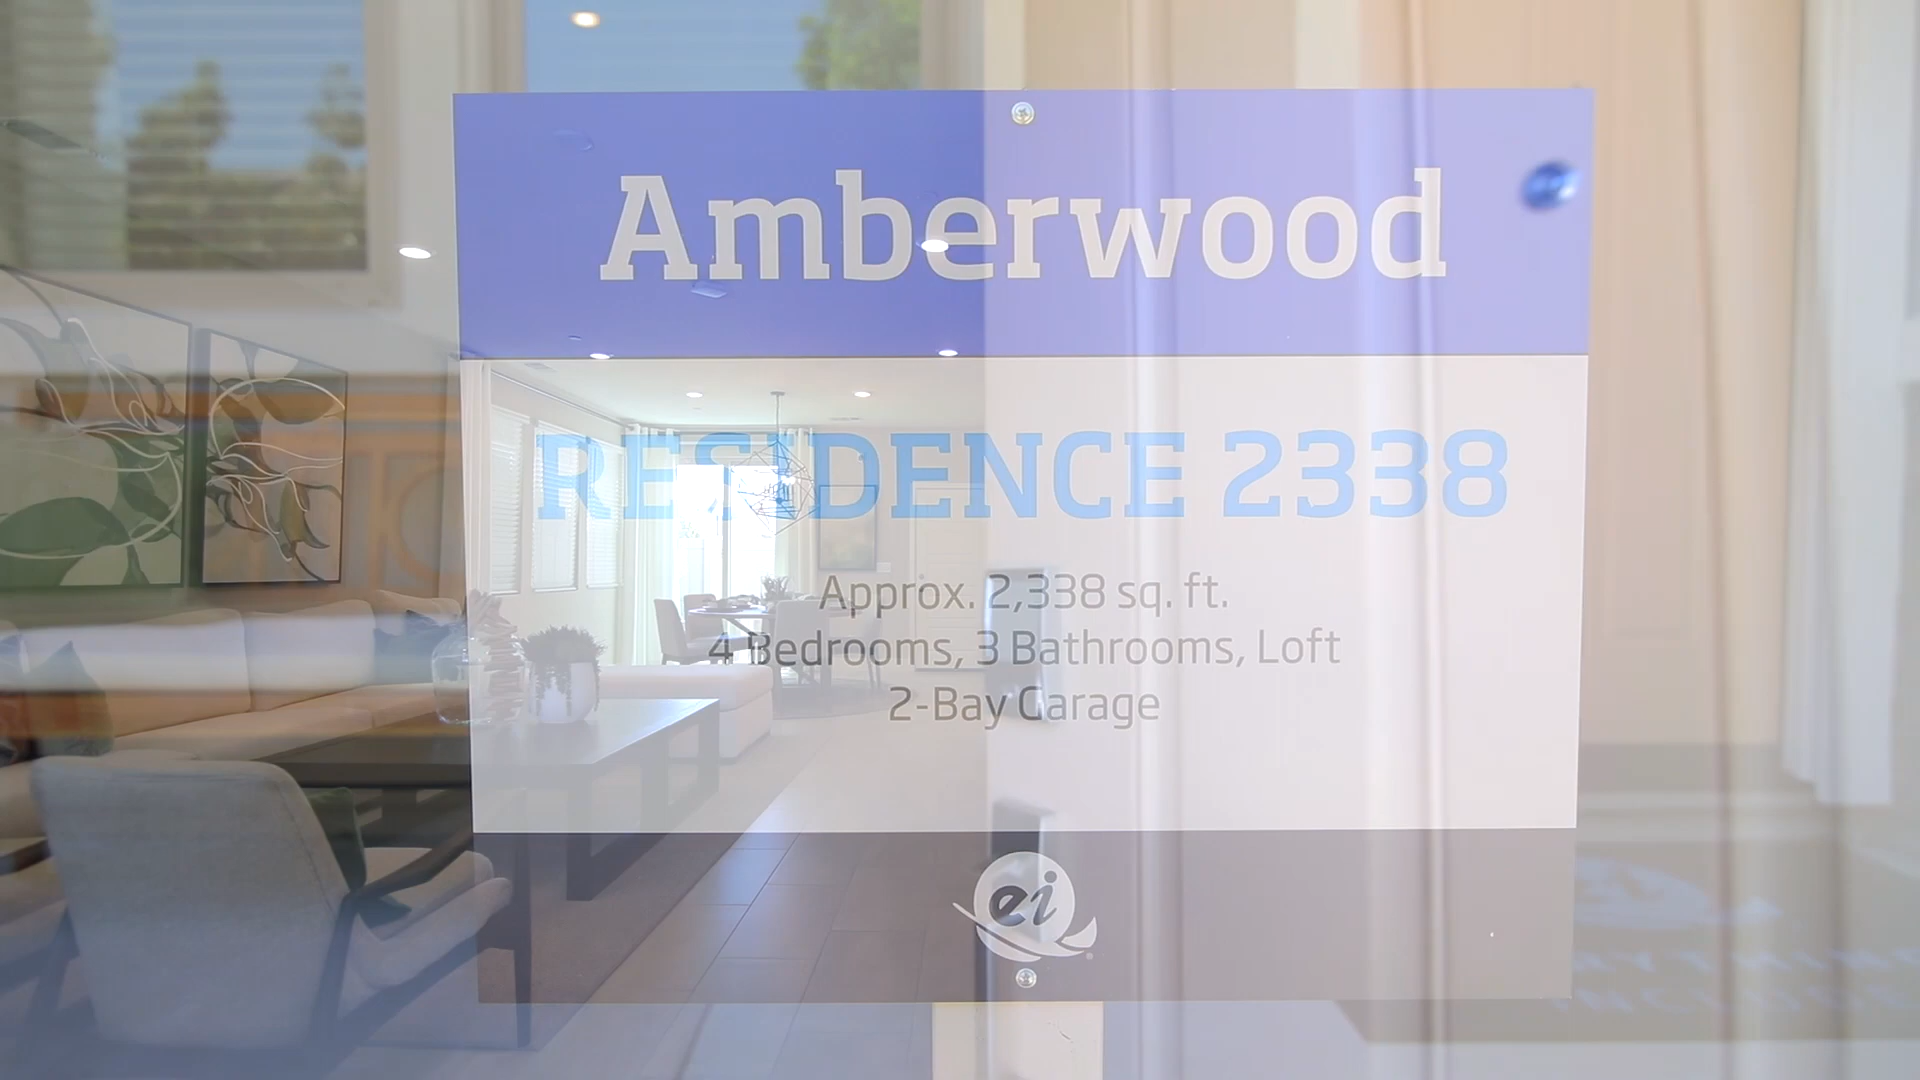 Amberwood
RESIDENCE 2338
Approx. 2,338 sq. ft.
4 Bedrooms, 3 Bathrooms, Loft
2-Bay Garage
ei